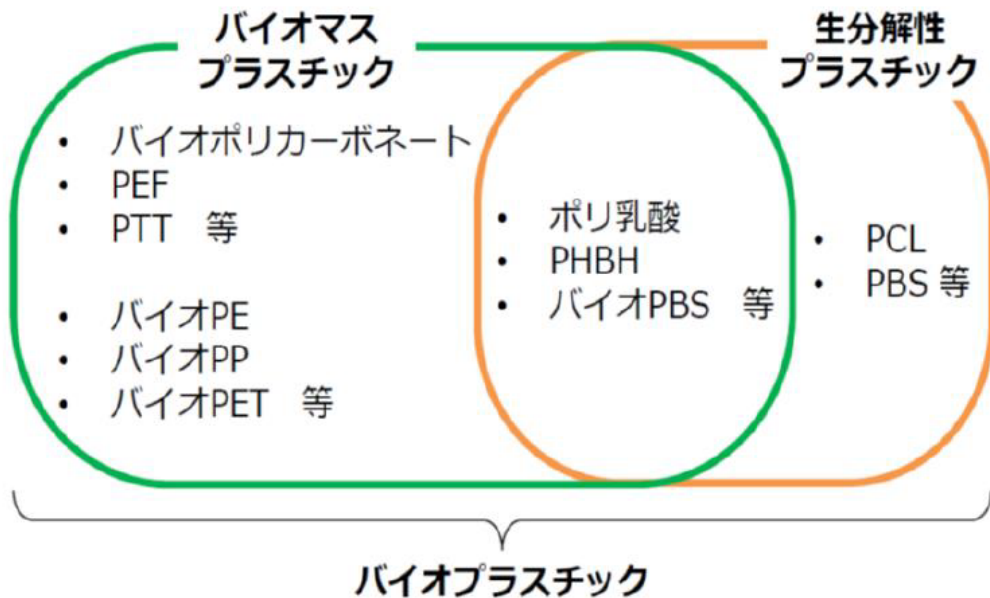 バイオマス
プラスチック
生分解性
プラスチック
• バイオポリカーボネート
• PEF
• PTT　等
• バイオPE
• バイオPP
• バイオPET　等
• ポリ乳酸
• PHBH
• バイオPBS　等
• PCL
• PBS 等
バイオプラスチック